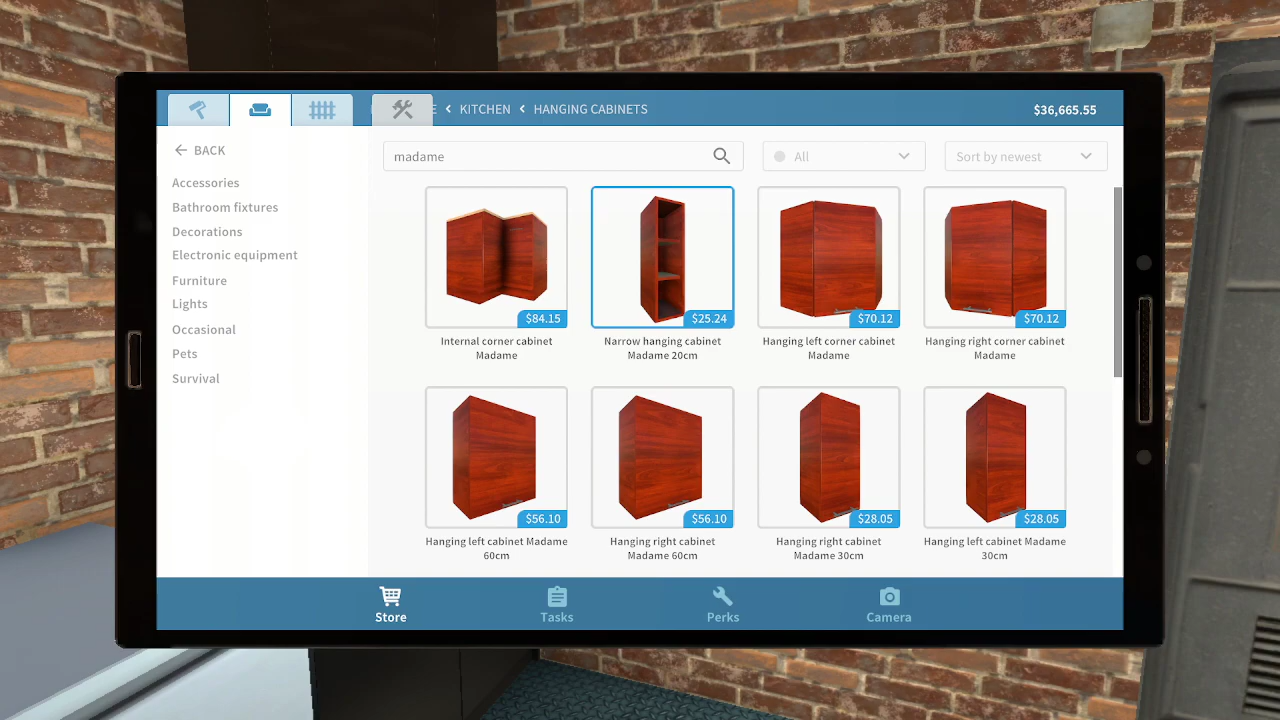 E < KITCHEN < HANGING CABINETS
$36,665.55
BACK
Accessories
Bathroom fixtures
Decorations
Electronic equipment
Furniture
Lights
Occasional
Pets
Survival
madame
All
Sort by newest
$84.15
Internal corner cabinet
Madame
$25.24
Narrow hanging cabinet
Madame 20cm
$70.12
Hanging left corner cabinet
Madame
$70.12
Hanging right corner cabinet
Madame
$56.10
Hanging left cabinet Madame
60cm
$56.10
Hanging right cabinet
Madame 60cm
$28.05
Hanging right cabinet
Madame 30cm
$28.05
Hanging left cabinet Madame
30cm
Store
Tasks
Perks
Camera